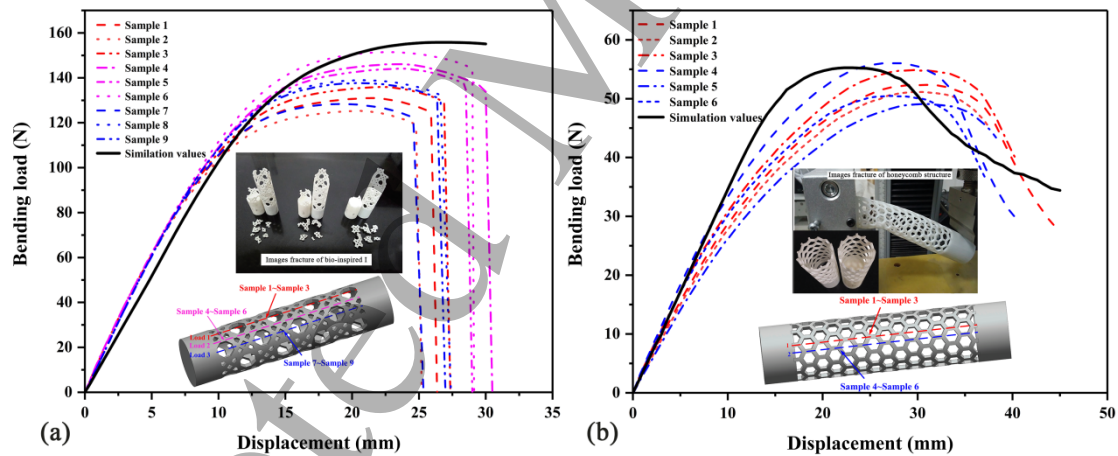 160
140
120
100
80
60
40
20
0
Bending load (N)
Sample 1
Sample 2
Sample 3
Sample 4
Sample 5
Sample 6
Sample 7
Sample 8
Sample 9
Similation values
Images fracture of bio-inspired I
Sample 1~Sample 3
Sample 4~Sample 6
Load 1
Load 2
Load 3
Sample 7~Sample 9
0 5 10 15 20 25 30 35
(a) Displacement (mm)
60
50
40
30
20
10
0
Bending load (N)
Sample 1
Sample 2
Sample 3
Sample 4
Sample 5
Sample 6
Simulation values
Images fracture of honeycomb structure
Sample 1~Sample 3
1
2
Sample 4~Sample 6
0 10 20 30 40 50
(b) Displacement (mm)